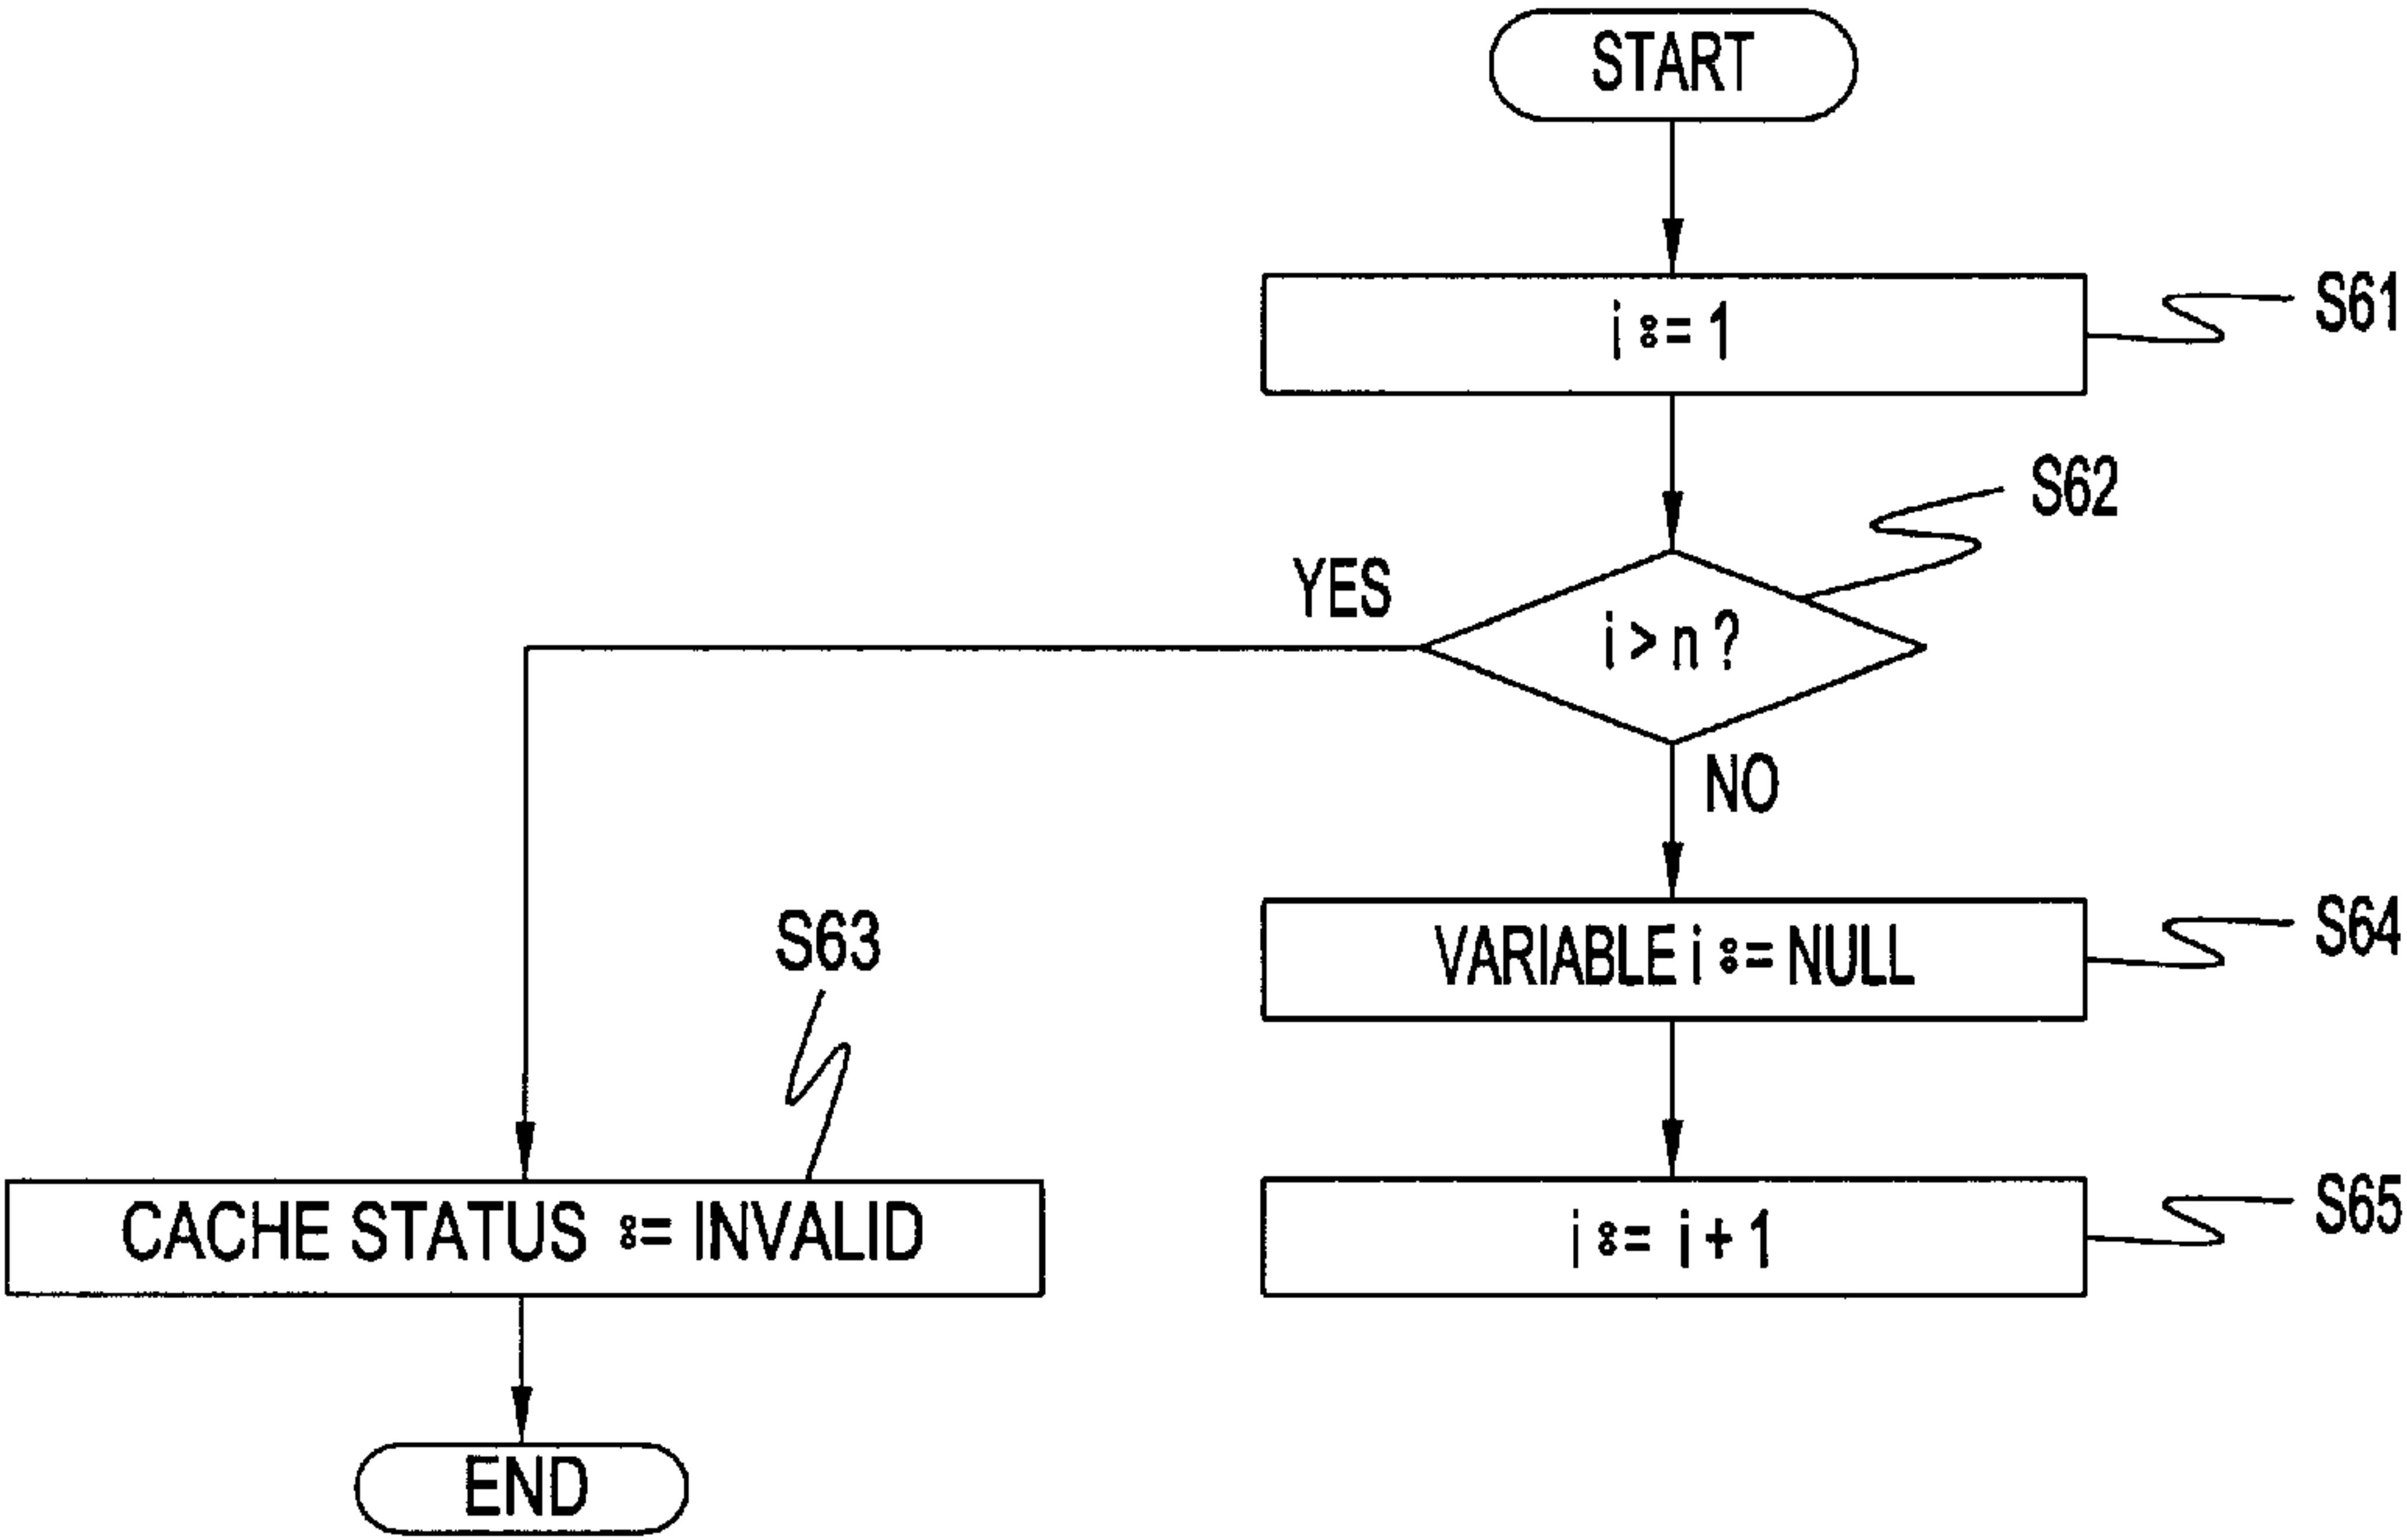 START
i := 1
S61
S62
YES
i > n ?
NO
S63
VARIABLE i := NULL
S64
CACHE STATUS := INVALID
i := i + 1
S65
END